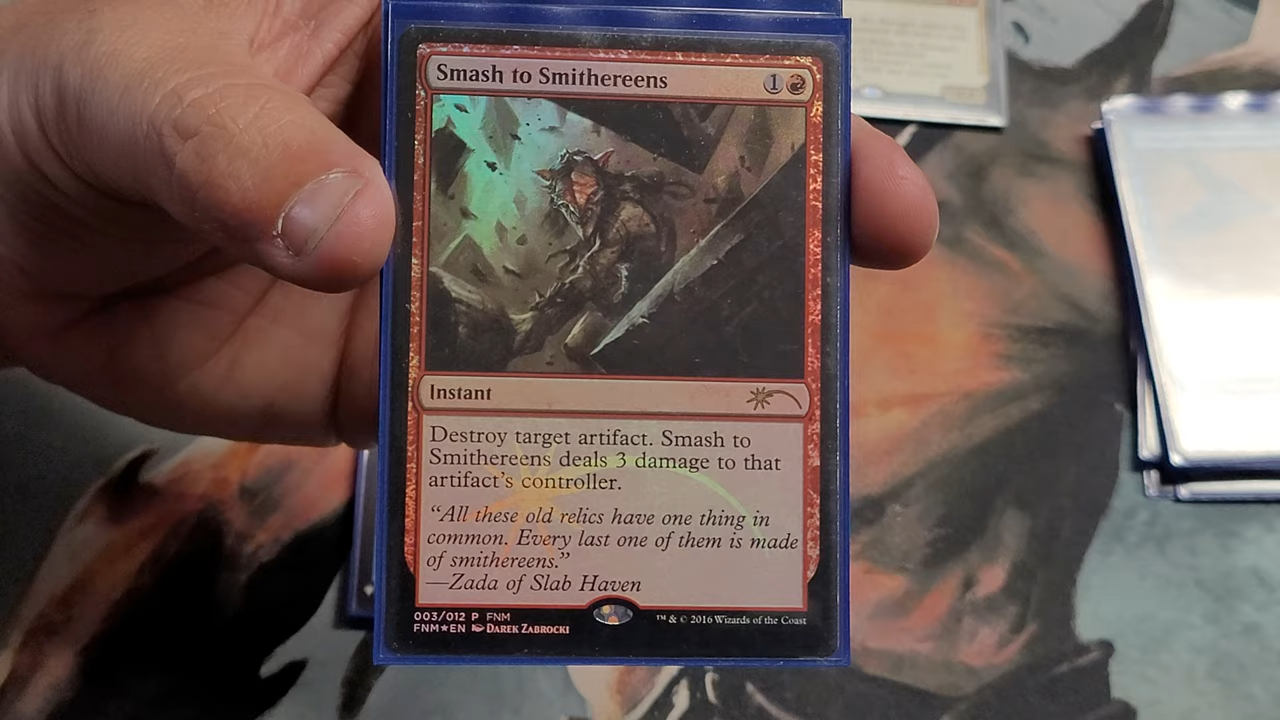 Smash to Smithereens 1
Instant
Destroy target artifact. Smash to
Smithereens deals 3 damage to that
artifact's controller.
“All these old relics have one thing in
common. Every last one of them is made
of smithereens.”
—Zada of Slab Haven
003/012 P FNM
FNM★EN Darek Zabrocki
™ & © 2016 Wizards of the Coast